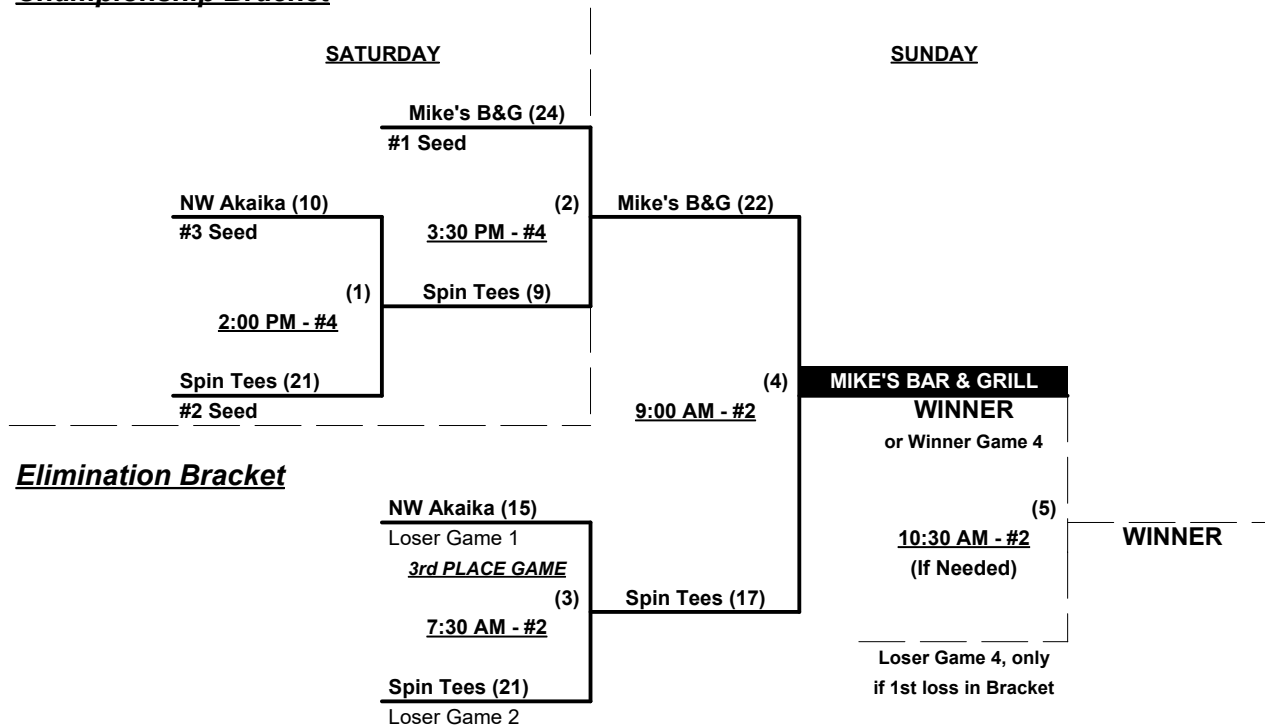 Championship Bracket
SATURDAY
SUNDAY
Mike's B&G (24)
#1 Seed
NW Akaika (10)
(2)
Mike's B&G (22)
#3 Seed
3:30 PM - #4
(1)
Spin Tees (9)
2:00 PM - #4
Spin Tees (21)
(4)
MIKE'S BAR & GRILL
#2 Seed
9:00 AM - #2
WINNER
or Winner Game 4
Elimination Bracket
NW Akaika (15)
(5)
Loser Game 1
10:30 AM - #2
WINNER
3rd PLACE GAME
(If Needed)
(3)
Spin Tees (17)
7:30 AM - #2
Loser Game 4, only
if 1st loss in Bracket
Spin Tees (21)
Loser Game 2